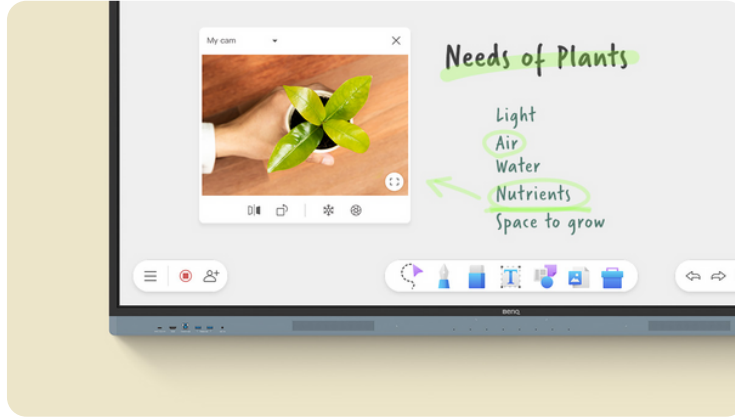 My cam
Needs of Plants
Light
Air
Water
Nutrients
Space to grow
T
BenQ